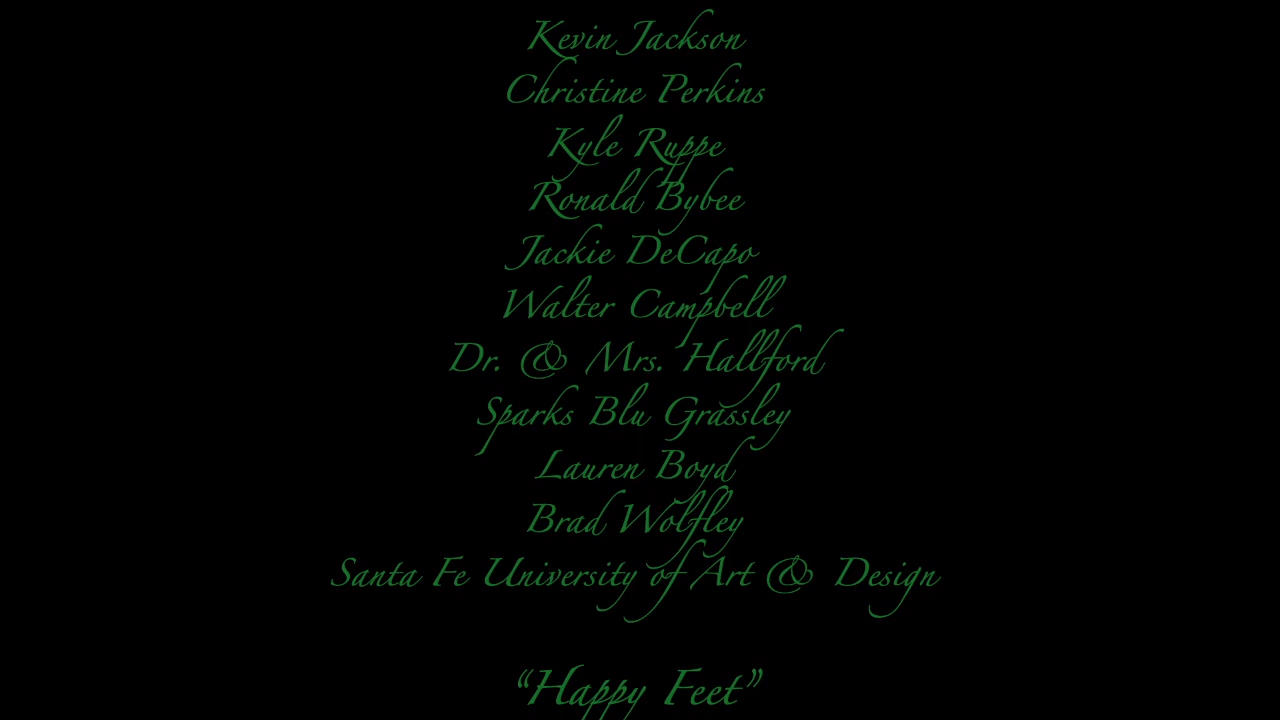 Kevin Jackson
Christine Perkins
Kyle Ruppe
Ronald Bybee
Jackie DeCapo
Walter Campbell
Dr. & Mrs. Hallford
Sparks Blu Grassley
Lauren Boyd
Brad Wolfley
Santa Fe University of Art & Design
“Happy Feet”